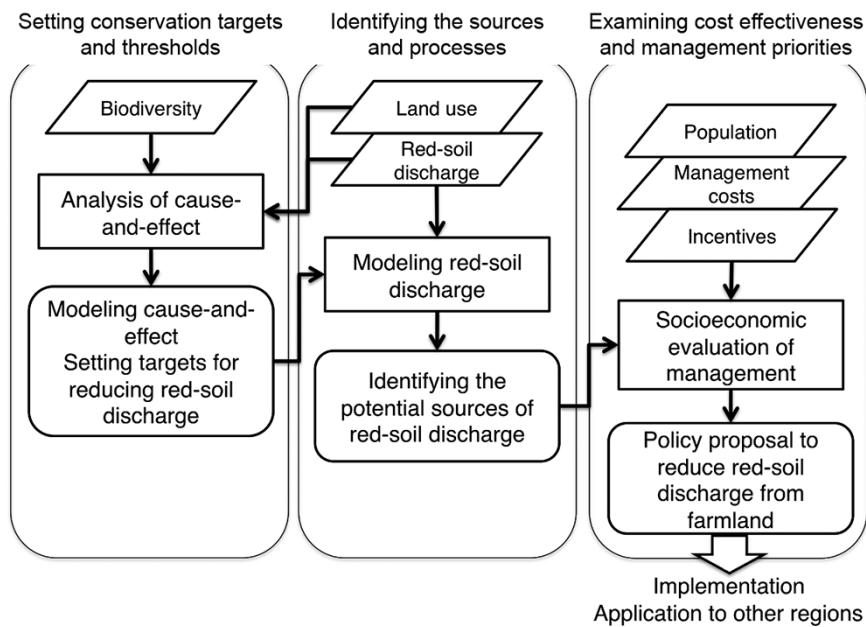 Setting conservation targets
and thresholds
Biodiversity
Analysis of cause-
and-effect
Modeling cause-and-
effect
Setting targets for
reducing red-soil
discharge
Identifying the sources
and processes
Land use
Red-soil
discharge
Modeling red-soil
discharge
Identifying the
potential sources of
red-soil discharge
Examining cost effectiveness
and management priorities
Population
Management
costs
Incentives
Socioeconomic
evaluation of
management
Policy proposal to
reduce red-soil
discharge from
farmland
Implementation
Application to other regions